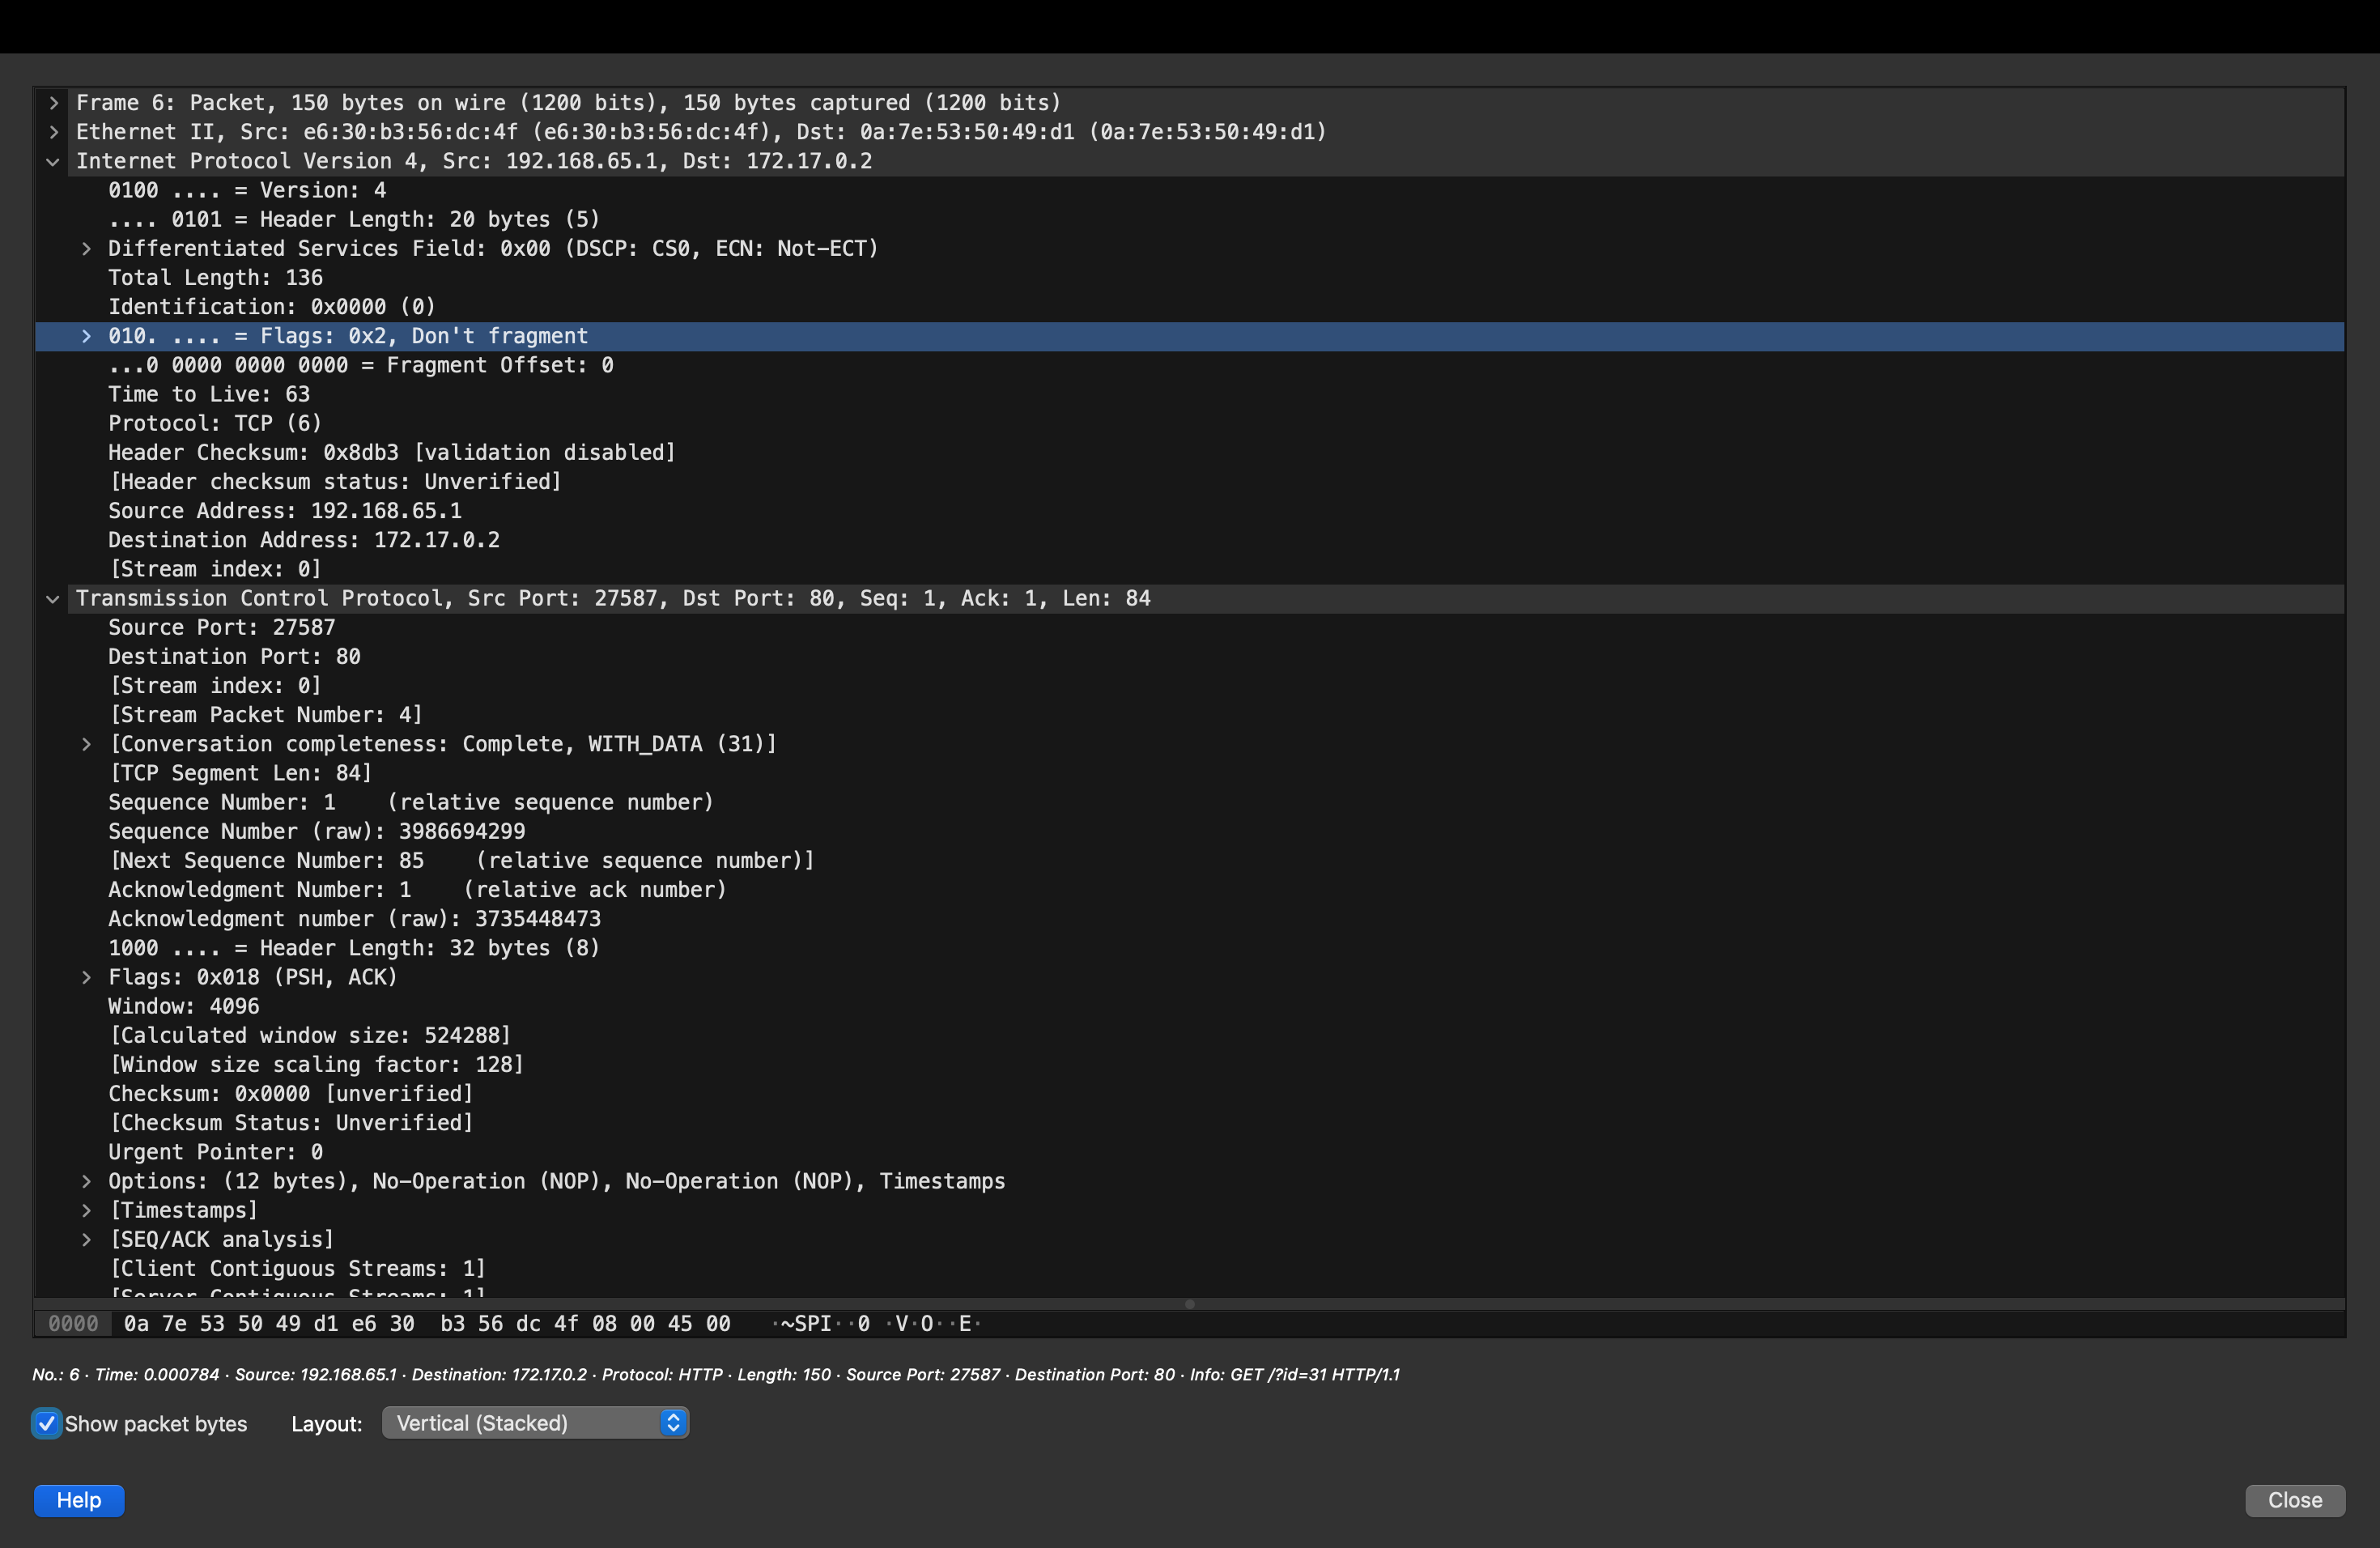 Frame 6: Packet, 150 bytes on wire (1200 bits), 150 bytes captured (1200 bits)
Ethernet II, Src: e6:30:b3:56:dc:4f (e6:30:b3:56:dc:4f), Dst: 0a:7e:53:50:49:d1 (0a:7e:53:50:49:d1)
Internet Protocol Version 4, Src: 192.168.65.1, Dst: 172.17.0.2
0100 .... = Version: 4
.... 0101 = Header Length: 20 bytes (5)
Differentiated Services Field: 0x00 (DSCP: CS0, ECN: Not-ECT)
Total Length: 136
Identification: 0x0000 (0)
010. .... = Flags: 0x2, Don't fragment
...0 0000 0000 0000 = Fragment Offset: 0
Time to Live: 63
Protocol: TCP (6)
Header Checksum: 0x8db3 [validation disabled]
[Header checksum status: Unverified]
Source Address: 192.168.65.1
Destination Address: 172.17.0.2
[Stream index: 0]
Transmission Control Protocol, Src Port: 27587, Dst Port: 80, Seq: 1, Ack: 1, Len: 84
Source Port: 27587
Destination Port: 80
[Stream index: 0]
[Stream Packet Number: 4]
[Conversation completeness: Complete, WITH_DATA (31)]
[TCP Segment Len: 84]
Sequence Number: 1    (relative sequence number)
Sequence Number (raw): 3986694299
[Next Sequence Number: 85    (relative sequence number)]
Acknowledgment Number: 1    (relative ack number)
Acknowledgment number (raw): 3735448473
1000 .... = Header Length: 32 bytes (8)
Flags: 0x018 (PSH, ACK)
Window: 4096
[Calculated window size: 524288]
[Window size scaling factor: 128]
Checksum: 0x0000 [unverified]
[Checksum Status: Unverified]
Urgent Pointer: 0
Options: (12 bytes), No-Operation (NOP), No-Operation (NOP), Timestamps
[Timestamps]
[SEQ/ACK analysis]
[Client Contiguous Streams: 1]
[Server Contiguous Streams: 1]
0000 0a 7e 53 50 49 d1 e6 30  b3 56 dc 4f 08 00 45 00   ·~SPI··0 ·V·O··E·
No.: 6 · Time: 0.000784 · Source: 192.168.65.1 · Destination: 172.17.0.2 · Protocol: HTTP · Length: 150 · Source Port: 27587 · Destination Port: 80 · Info: GET /?id=31 HTTP/1.1
Show packet bytes Layout: Vertical (Stacked)
Help Close